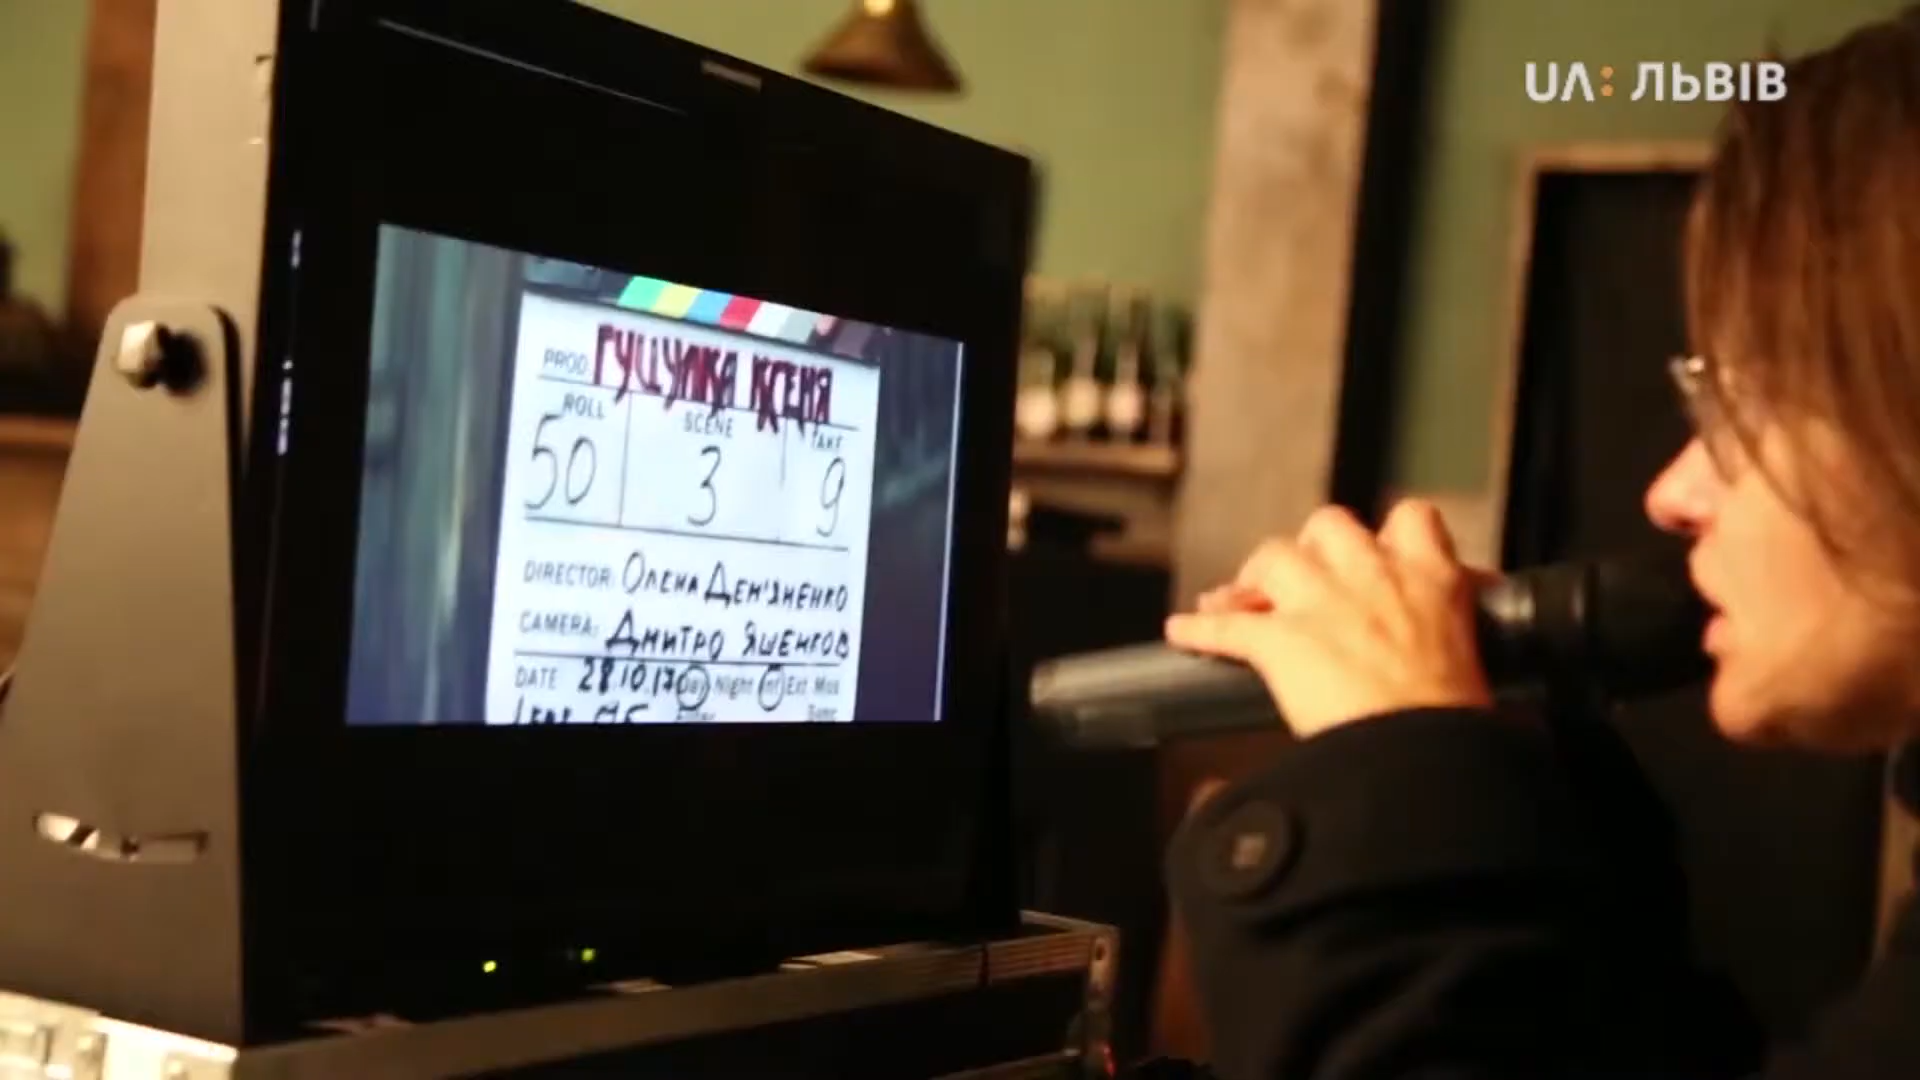 UA: ЛЬВІВ
PROD. ГУЦУЛКА КСЕНЯ
ROLL SCENE TAKE
50 3 9
DIRECTOR: ОЛЕНА ДЕМ'ЯНЕНКО
CAMERA: ДМИТРО ЯШЕНКОВ
DATE 28.10.17 Day Night Int Ext Mos
Sync